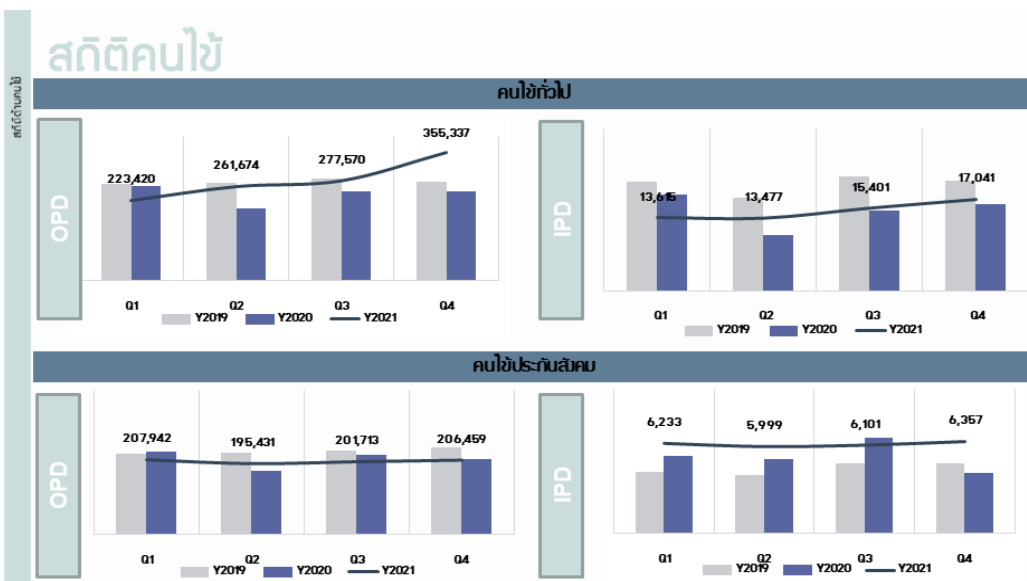 สถิติคนไข้
สถิติด้านคนไข้
คนไข้ทั่วไป
OPD
223,420
261,674
277,570
355,337
Q1
Q2
Q3
Q4
Y2019
Y2020
Y2021
IPD
13,615
13,477
15,401
17,041
Q1
Q2
Q3
Q4
Y2019
Y2020
Y2021
คนไข้ประกันสังคม
OPD
207,942
195,431
201,713
206,459
Q1
Q2
Q3
Q4
Y2019
Y2020
Y2021
IPD
6,233
5,999
6,101
6,357
Q1
Q2
Q3
Q4
Y2019
Y2020
Y2021